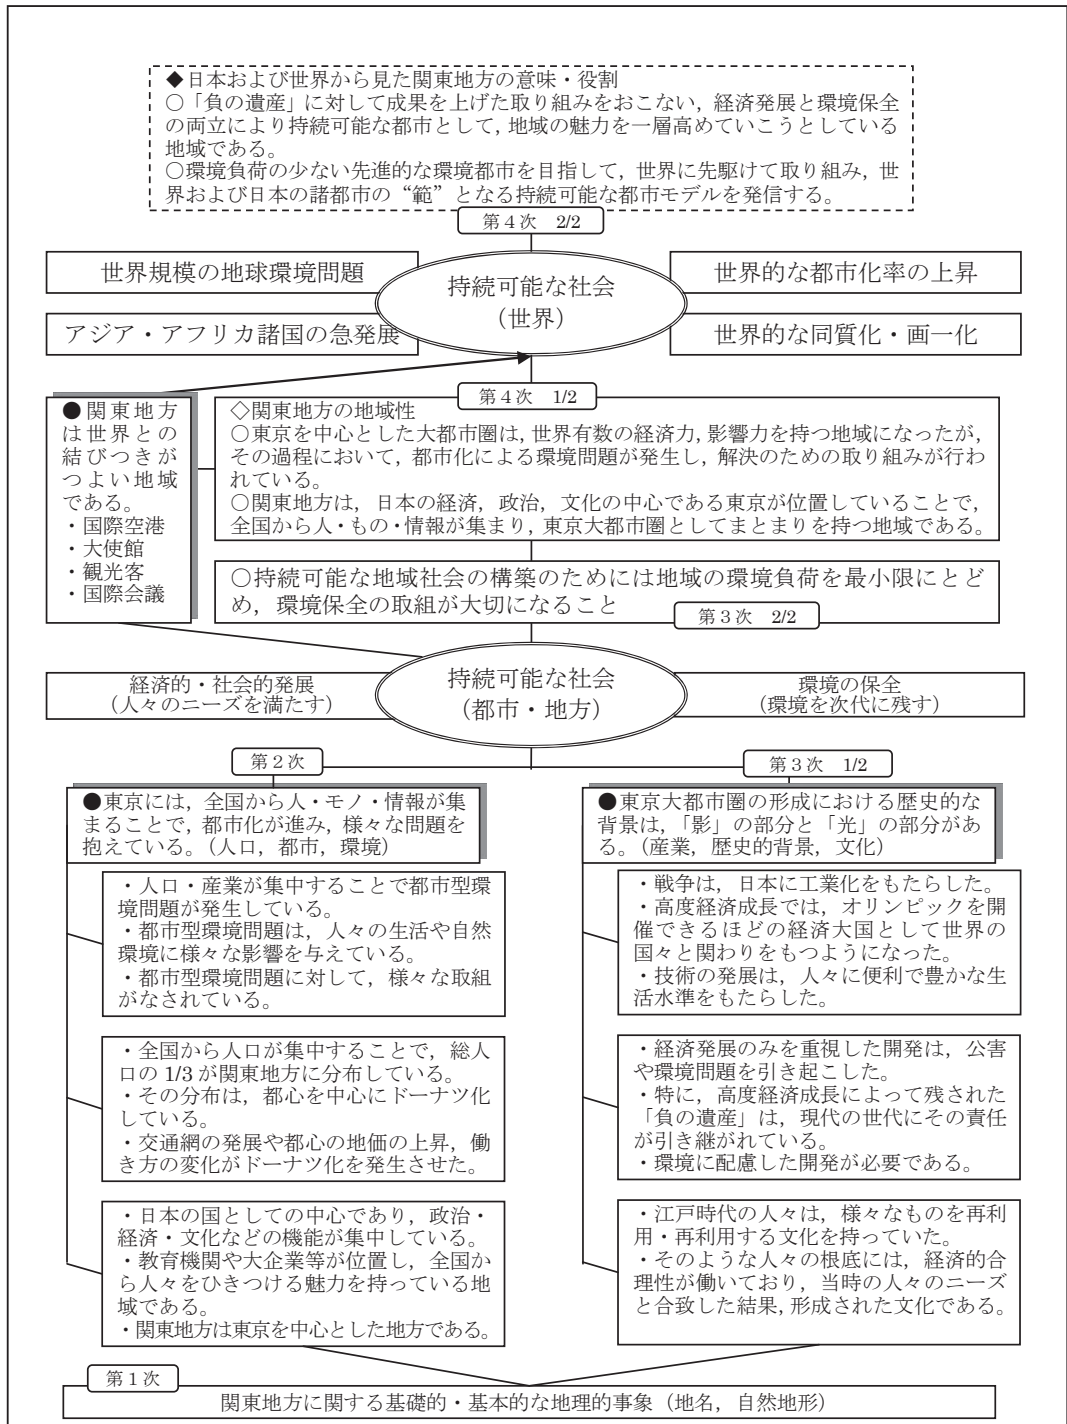 ◆日本および世界から見た関東地方の意味・役割
○「負の遺産」に対して成果を上げた取り組みをおこない，経済発展と環境保全
の両立により持続可能な都市として，地域の魅力を一層高めていこうとしている
地域である。
○環境負荷の少ない先進的な環境都市を目指して，世界に先駆けて取り組み，世
界および日本の諸都市の“範”となる持続可能な都市モデルを発信する。
第４次　2/2
世界規模の地球環境問題
世界的な都市化率の上昇
持続可能な社会
（世界）
アジア・アフリカ諸国の急発展
世界的な同質化・画一化
第４次　1/2
●関東地方
は世界との
結びつきが
つよい地域
である。
・国際空港
・大使館
・観光客
・国際会議
◇関東地方の地域性
○東京を中心とした大都市圏は，世界有数の経済力，影響力を持つ地域になったが，
その過程において，都市化による環境問題が発生し，解決のための取り組みが行わ
れている。
○関東地方は，日本の経済，政治，文化の中心である東京が位置していることで，
全国から人・もの・情報が集まり，東京大都市圏としてまとまりを持つ地域である。
○持続可能な地域社会の構築のためには地域の環境負荷を最小限にとど
め，環境保全の取組が大切になること
第３次　2/2
経済的・社会的発展
（人々のニーズを満たす）
持続可能な社会
（都市・地方）
環境の保全
（環境を次代に残す）
第２次
●東京には，全国から人・モノ・情報が集
まることで，都市化が進み，様々な問題を
抱えている。（人口，都市，環境）
・人口・産業が集中することで都市型環
境問題が発生している。
・都市型環境問題は，人々の生活や自然
環境に様々な影響を与えている。
・都市型環境問題に対して，様々な取組
がなされている。
・全国から人口が集中することで，総人
口の 1/3 が関東地方に分布している。
・その分布は，都心を中心にドーナツ化
している。
・交通網の発展や都心の地価の上昇，働
き方の変化がドーナツ化を発生させた。
・日本の国としての中心であり，政治・
経済・文化などの機能が集中している。
・教育機関や大企業等が位置し，全国か
ら人々をひきつける魅力を持っている地
域である。
・関東地方は東京を中心とした地方である。
第３次　1/2
●東京大都市圏の形成における歴史的な
背景は，「影」の部分と「光」の部分があ
る。（産業，歴史的背景，文化）
・戦争は，日本に工業化をもたらした。
・高度経済成長では，オリンピックを開
催できるほどの経済大国として世界の
国々と関わりをもつようになった。
・技術の発展は，人々に便利で豊かな生
活水準をもたらした。
・経済発展のみを重視した開発は，公害
や環境問題を引き起こした。
・特に，高度経済成長によって残された
「負の遺産」は，現代の世代にその責任
が引き継がれている。
・環境に配慮した開発が必要である。
・江戸時代の人々は，様々なものを再利
用・再利用する文化を持っていた。
・そのような人々の根底には，経済的合
理性が働いており，当時の人々のニーズ
と合致した結果，形成された文化である。
第１次
関東地方に関する基礎的・基本的な地理的事象（地名，自然地形）